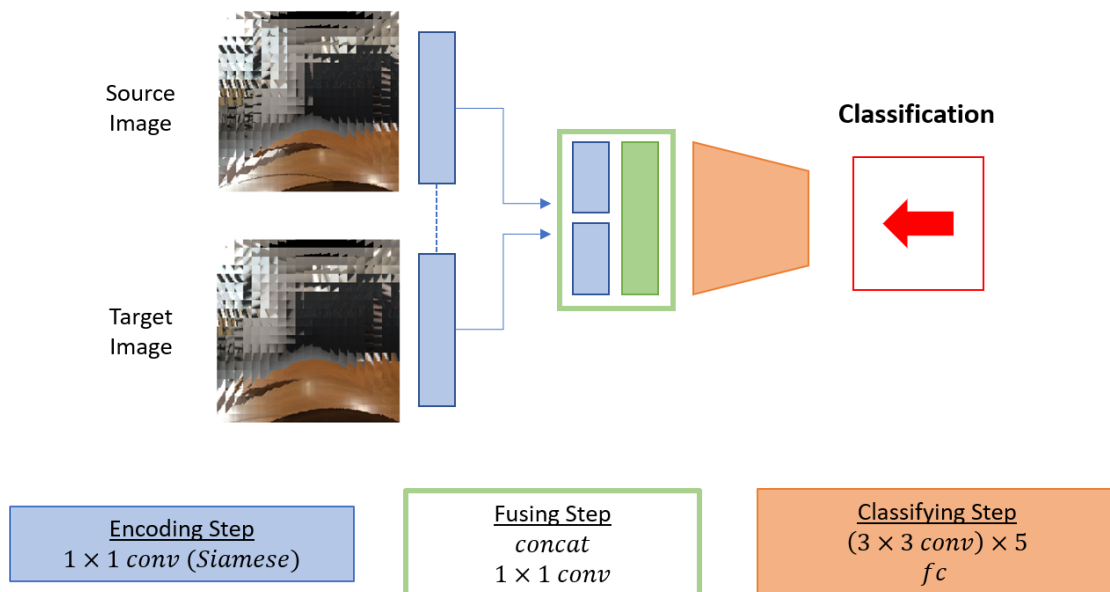 Source
Image
Classification
Target
Image
Encoding Step
1 × 1 conv (Siamese)
Fusing Step
concat
1 × 1 conv
Classifying Step
(3 × 3 conv) × 5
fc